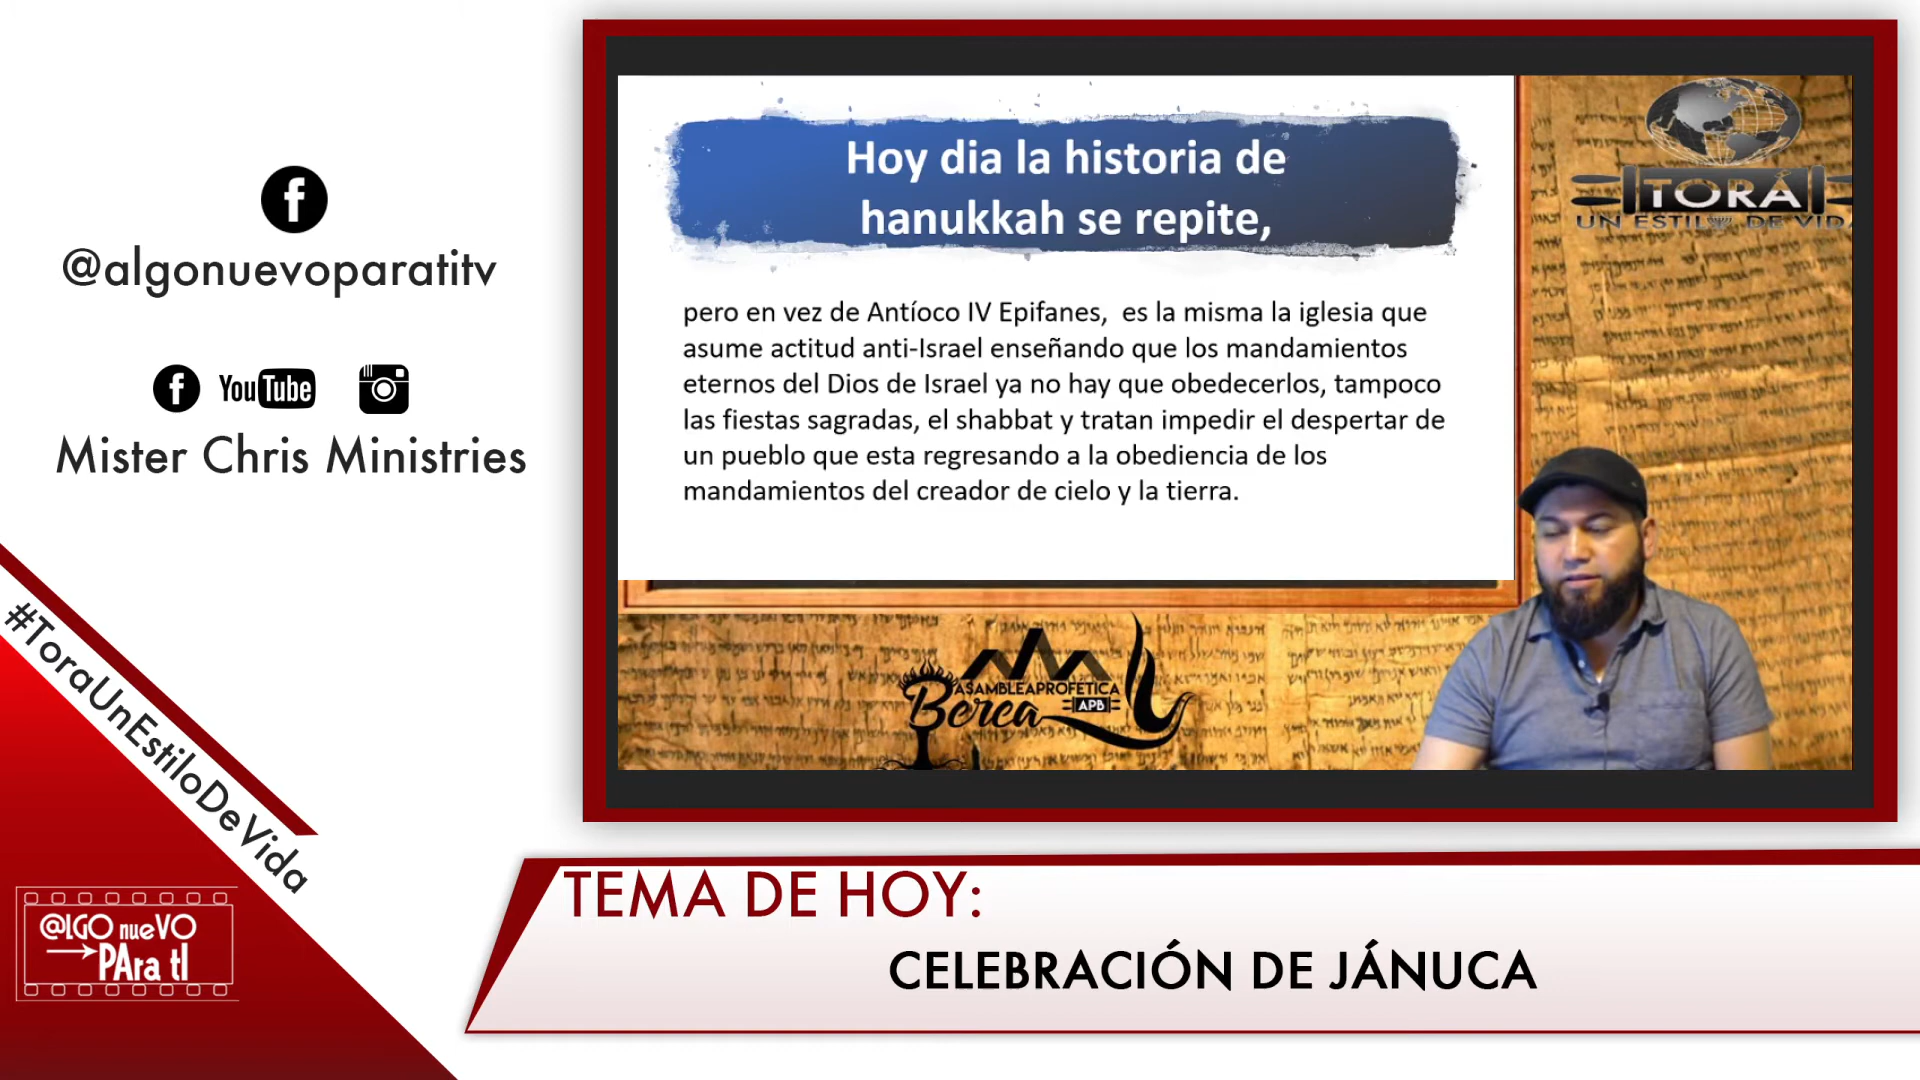 @algonuevoparatitv
YouTube
Mister Chris Ministries
#ToraUnEstiloDeVida
@LGO nueVO
PAra tI
Hoy dia la historia de
hanukkah se repite,
pero en vez de Antíoco IV Epifanes,  es la misma la iglesia que
asume actitud anti-Israel enseñando que los mandamientos
eternos del Dios de Israel ya no hay que obedecerlos, tampoco
las fiestas sagradas, el shabbat y tratan impedir el despertar de
un pueblo que esta regresando a la obediencia de los
mandamientos del creador de cielo y la tierra.
TORÁ
UN ESTILO DE VIDA
ASAMBLEA PROFETICA
APB
Berea
TEMA DE HOY:
CELEBRACIÓN DE JÁNUCA